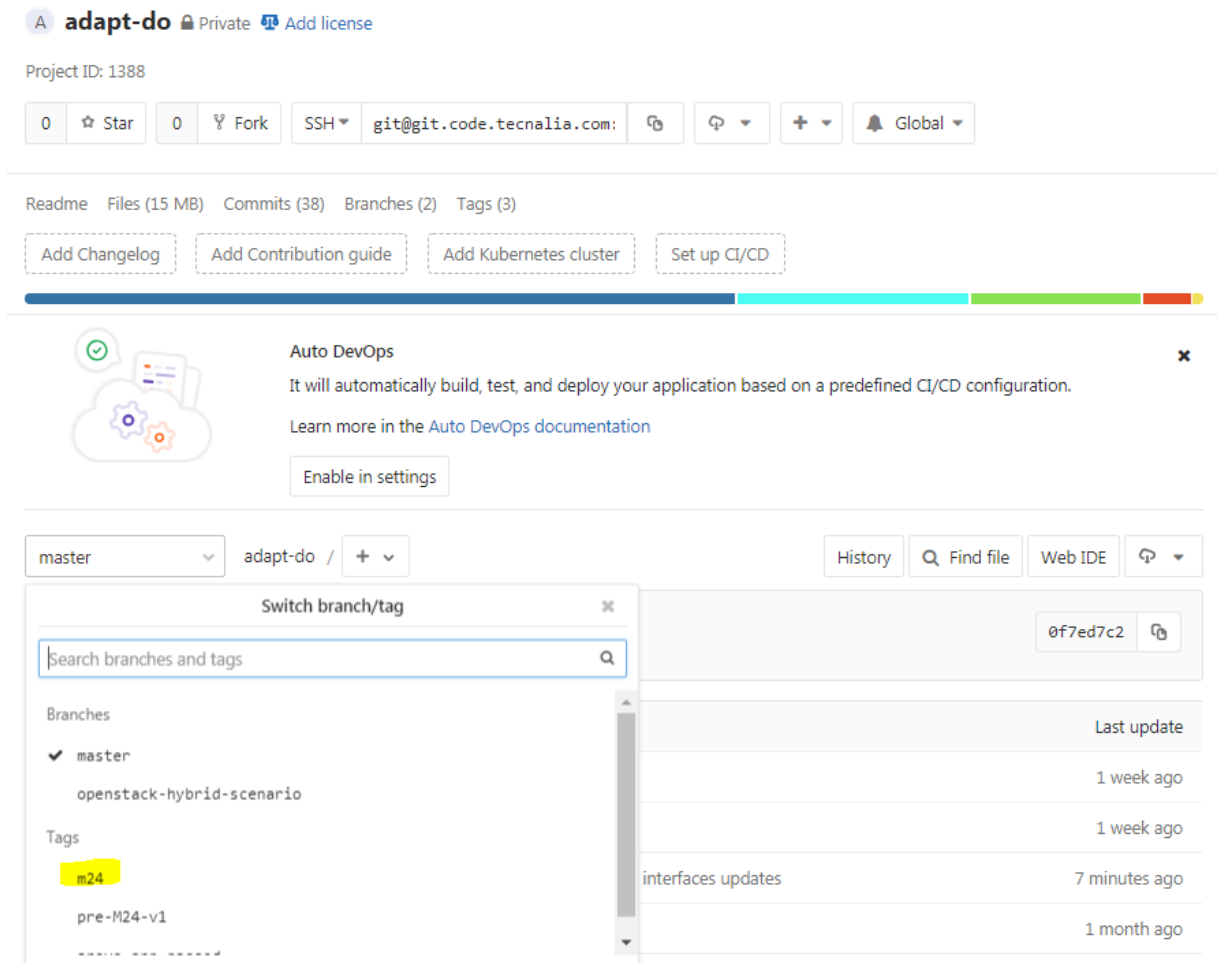 A adapt-do Private Add license
Project ID: 1388
0 Star 0 Fork SSH git@git.code.tecnalia.com: Global
Readme Files (15 MB) Commits (38) Branches (2) Tags (3)
Add Changelog Add Contribution guide Add Kubernetes cluster Set up CI/CD
Auto DevOps
It will automatically build, test, and deploy your application based on a predefined CI/CD configuration.
Learn more in the Auto DevOps documentation
Enable in settings
master adapt-do / + History Find file Web IDE
Switch branch/tag
0f7ed7c2
Search branches and tags
Branches
Last update
master
1 week ago
openstack-hybrid-scenario
1 week ago
Tags
m24
interfaces updates 7 minutes ago
pre-M24-v1
1 month ago